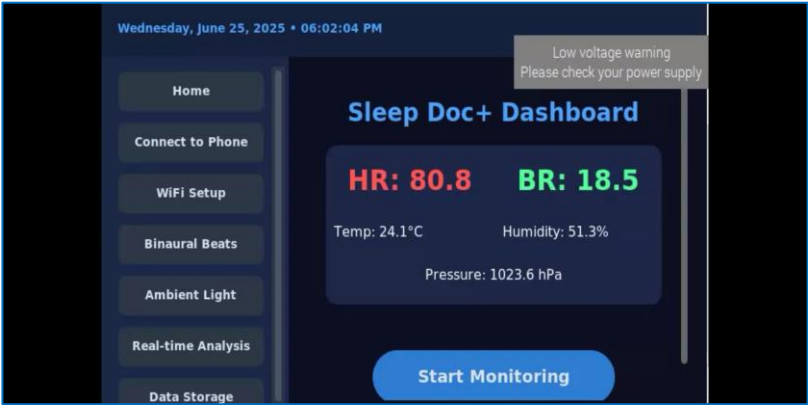 Wednesday, June 25, 2025 • 06:02:04 PM
Low voltage warning
Please check your power supply
Home
Connect to Phone
WiFi Setup
Binaural Beats
Ambient Light
Real-time Analysis
Data Storage
Sleep Doc+ Dashboard
HR: 80.8 BR: 18.5
Temp: 24.1°C Humidity: 51.3%
Pressure: 1023.6 hPa
Start Monitoring